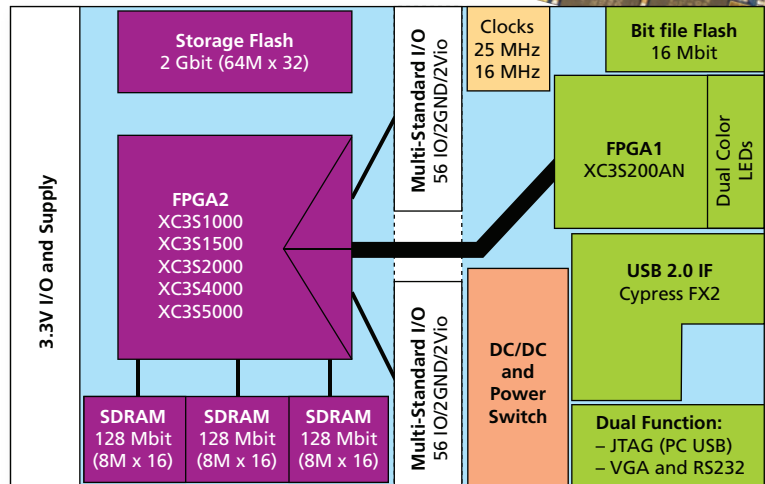 3.3V I/O and Supply
Storage Flash
2 Gbit (64M x 32)
FPGA2
XC3S1000
XC3S1500
XC3S2000
XC3S4000
XC3S5000
SDRAM
128 Mbit
(8M x 16)
SDRAM
128 Mbit
(8M x 16)
SDRAM
128 Mbit
(8M x 16)
Multi-Standard I/O
56 IO/2GND/2Vio
Multi-Standard I/O
56 IO/2GND/2Vio
Clocks
25 MHz
16 MHz
DC/DC
and
Power
Switch
Bit file Flash
16 Mbit
FPGA1
XC3S200AN
Dual Color
LEDs
USB 2.0 IF
Cypress FX2
Dual Function:
– JTAG (PC USB)
– VGA and RS232